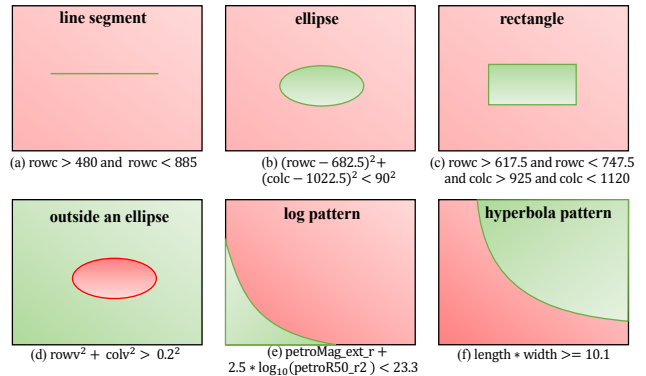 line segment
ellipse
rectangle
(a) rowc > 480 and rowc < 885
(b) (rowc − 682.5)² +
(colc − 1022.5)² < 90²
(c) rowc > 617.5 and rowc < 747.5
and colc > 925 and colc < 1120
outside an ellipse
log pattern
hyperbola pattern
(d) rowv² + colv² > 0.2²
(e) petroMag_ext_r +
2.5 * log₁₀(petroR50_r2) < 23.3
(f) length * width >= 10.1